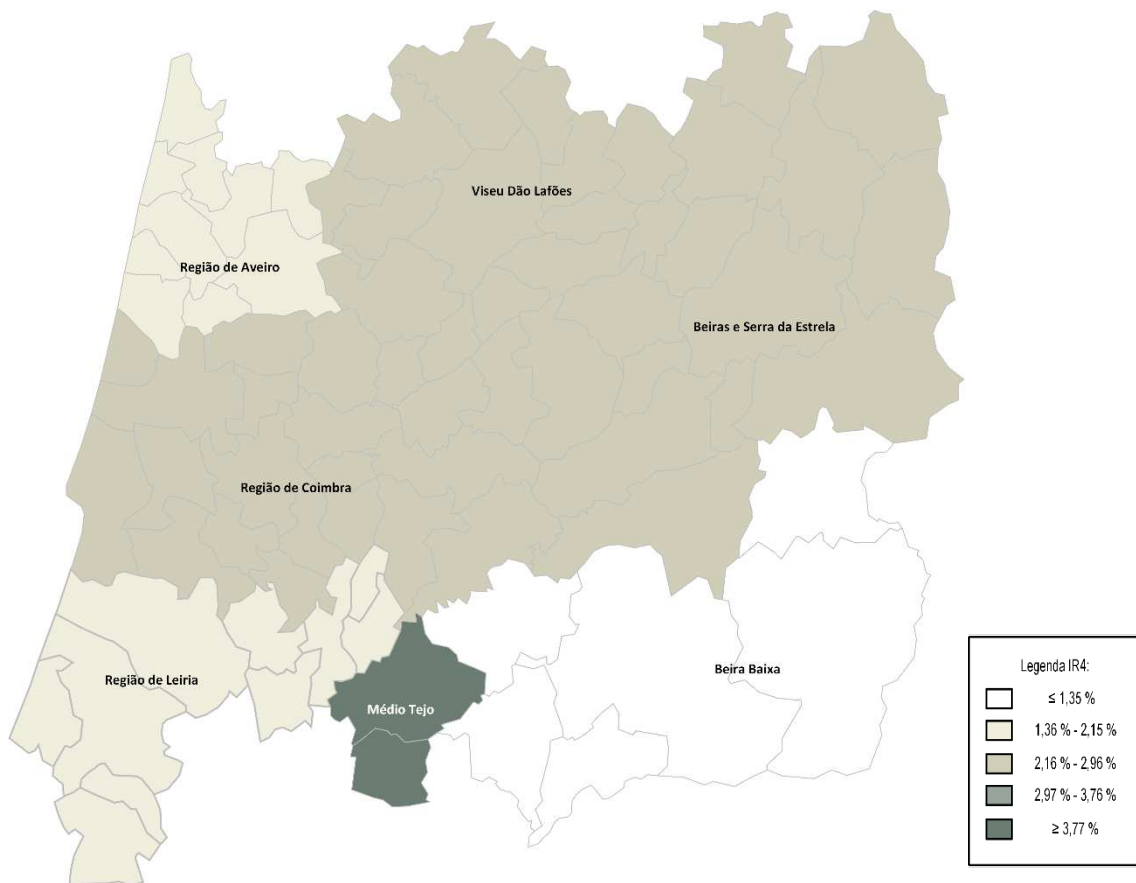 Viseu Dão Lafões
Região de Aveiro
Beiras e Serra da Estrela
Região de Coimbra
Beira Baixa
Região de Leiria
Médio Tejo
Legenda IR4:
≤ 1,35 %
1,36 % - 2,15 %
2,16 % - 2,96 %
2,97 % - 3,76 %
≥ 3,77 %